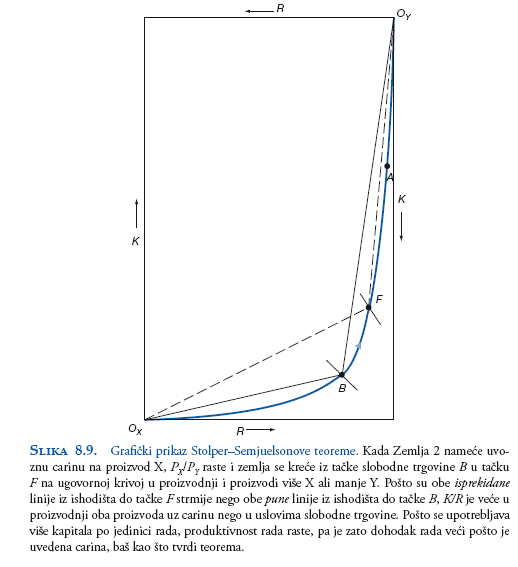 R
O_Y
A
K
K
F
B
O_X
R
SLIKA 8.9. Grafički prikaz Stolper–Semjuelsonove teoreme. Kada Zemlja 2 nameće uvo-
znu carinu na proizvod X, P_X/P_Y raste i zemlja se kreće iz tačke slobodne trgovine B u tačku
F na ugovornoj krivoj u proizvodnji i proizvodi više X ali manje Y. Pošto su obe isprekidane
linije iz ishodišta do tačke F strmije nego obe pune linije iz ishodišta do tačke B, K/R je veće u
proizvodnji oba proizvoda uz carinu nego u uslovima slobodne trgovine. Pošto se upotrebljava
više kapitala po jedinici rada, produktivnost rada raste, pa je zato dohodak rada veći pošto je
uvedena carina, baš kao što tvrdi teorema.